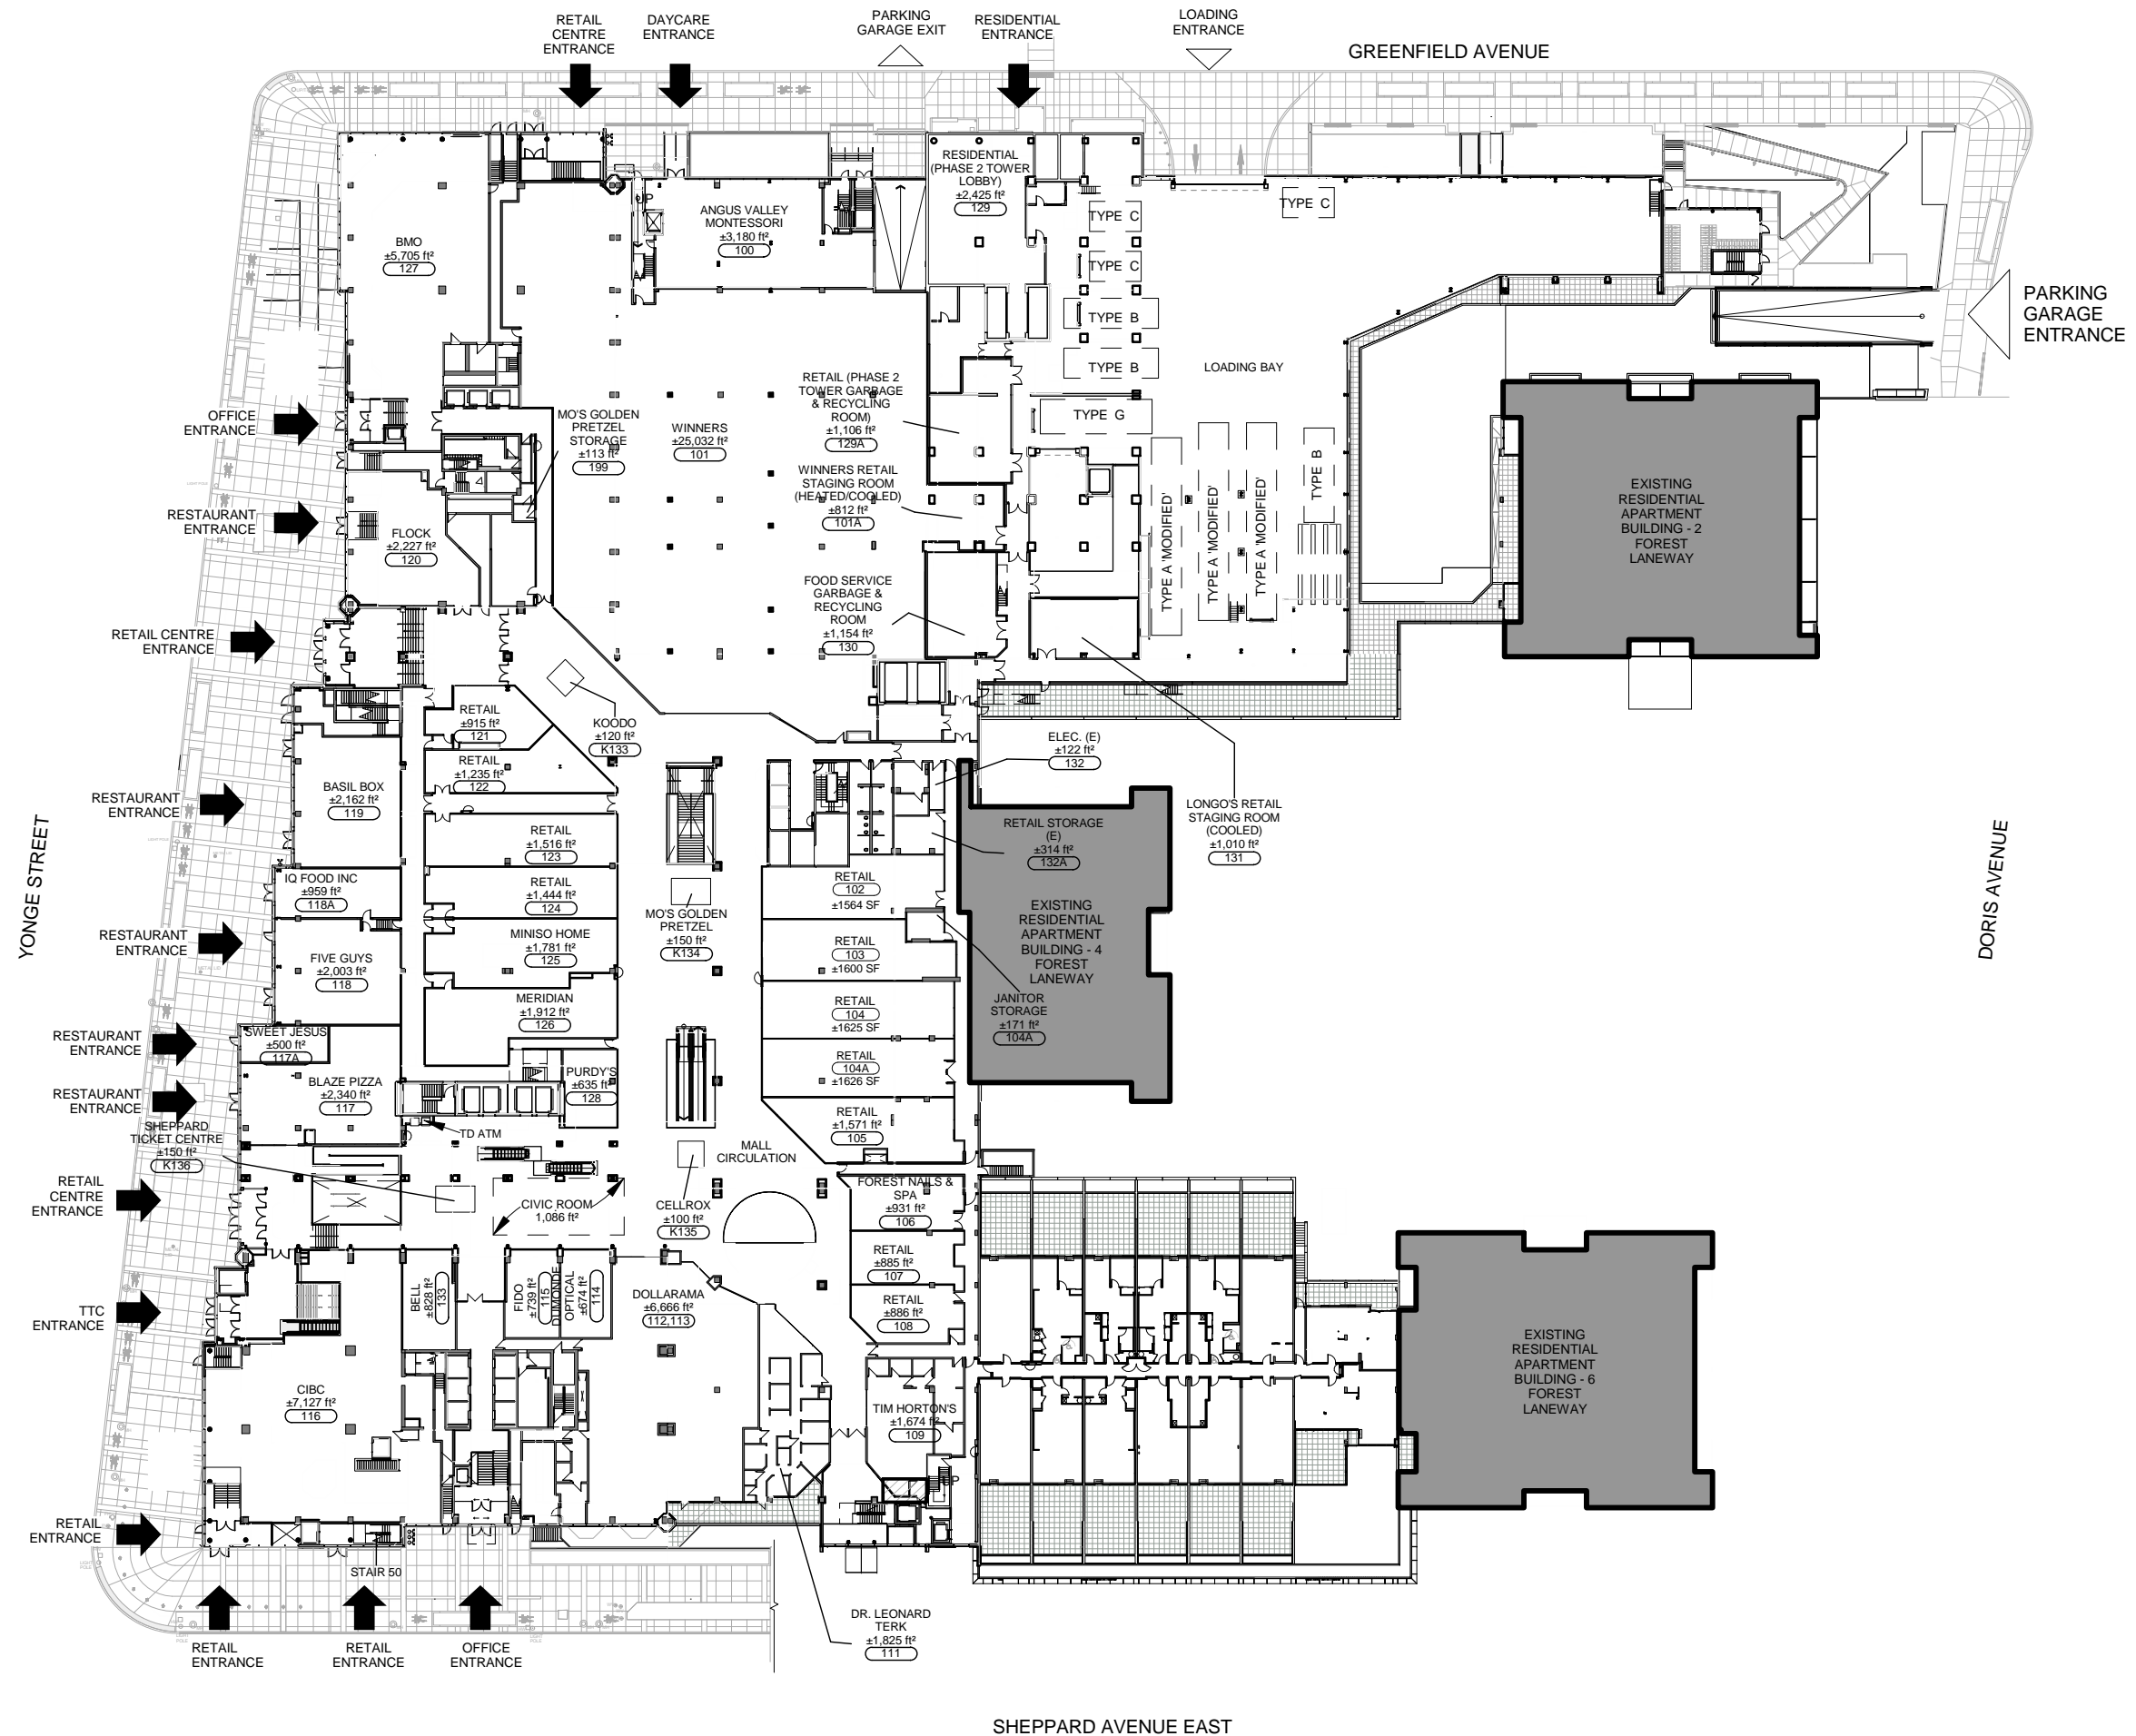 RETAIL
CENTRE
ENTRANCE
DAYCARE
ENTRANCE
PARKING
GARAGE EXIT
RESIDENTIAL
ENTRANCE
LOADING
ENTRANCE
GREENFIELD AVENUE
RESIDENTIAL
(PHASE 2 TOWER
LOBBY)
±2,425 ft²
129
TYPE C
TYPE C
TYPE C
TYPE B
TYPE B
TYPE G
LOADING BAY
ANGUS VALLEY
MONTESSORI
±3,180 ft²
100
BMO
±5,705 ft²
127
PARKING
GARAGE
ENTRANCE
OFFICE
ENTRANCE
MO'S GOLDEN
PRETZEL
STORAGE
±113 ft²
199
WINNERS
±25,032 ft²
101
RETAIL (PHASE 2
TOWER GARBAGE
& RECYCLING
ROOM)
±1,106 ft²
129A
WINNERS RETAIL
STAGING ROOM
(HEATED/COOLED)
±812 ft²
101A
TYPE A 'MODIFIED'
TYPE A 'MODIFIED'
TYPE A 'MODIFIED'
TYPE B
EXISTING
RESIDENTIAL
APARTMENT
BUILDING - 2
FOREST
LANEWAY
RESTAURANT
ENTRANCE
FLOCK
±2,227 ft²
120
FOOD SERVICE
GARBAGE &
RECYCLING
ROOM
±1,154 ft²
130
RETAIL CENTRE
ENTRANCE
RETAIL
±915 ft²
121
KOODO
±120 ft²
K133
RETAIL
±1,235 ft²
122
ELEC. (E)
±122 ft²
132
RESTAURANT
ENTRANCE
BASIL BOX
±2,162 ft²
119
LONGO'S RETAIL
STAGING ROOM
(COOLED)
±1,010 ft²
131
YONGE STREET
DORIS AVENUE
RETAIL
±1,516 ft²
123
RETAIL STORAGE
(E)
±314 ft²
132A
IQ FOOD INC
±959 ft²
118A
RETAIL
±1,444 ft²
124
RETAIL
102
±1564 SF
MO'S GOLDEN
PRETZEL
±150 ft²
K134
EXISTING
RESIDENTIAL
APARTMENT
BUILDING - 4
FOREST
LANEWAY
RESTAURANT
ENTRANCE
FIVE GUYS
±2,003 ft²
118
MINISO HOME
±1,781 ft²
125
RETAIL
103
±1600 SF
MERIDIAN
±1,912 ft²
126
RETAIL
104
±1625 SF
JANITOR
STORAGE
±171 ft²
104A
RESTAURANT
ENTRANCE
SWEET JESUS
±500 ft²
117A
RETAIL
104A
±1626 SF
RESTAURANT
ENTRANCE
BLAZE PIZZA
±2,340 ft²
117
PURDY'S
±635 ft²
128
RETAIL
±1,571 ft²
105
SHEPPARD
TICKET CENTRE
±150 ft²
K136
TD ATM
MALL
CIRCULATION
RETAIL
CENTRE
ENTRANCE
CIVIC ROOM
1,086 ft²
CELLROX
±100 ft²
K135
FOREST NAILS &
SPA
±931 ft²
106
RETAIL
±885 ft²
107
TTC
ENTRANCE
BELL
±828 ft²
133
FIDO
±739 ft²
115
DUMONDE
OPTICAL
±674 ft²
114
DOLLARAMA
±6,666 ft²
112,113
RETAIL
±886 ft²
108
EXISTING
RESIDENTIAL
APARTMENT
BUILDING - 6
FOREST
LANEWAY
CIBC
±7,127 ft²
116
TIM HORTON'S
±1,674 ft²
109
RETAIL
ENTRANCE
STAIR 50
RETAIL
ENTRANCE
RETAIL
ENTRANCE
OFFICE
ENTRANCE
DR. LEONARD
TERK
±1,825 ft²
111
SHEPPARD AVENUE EAST